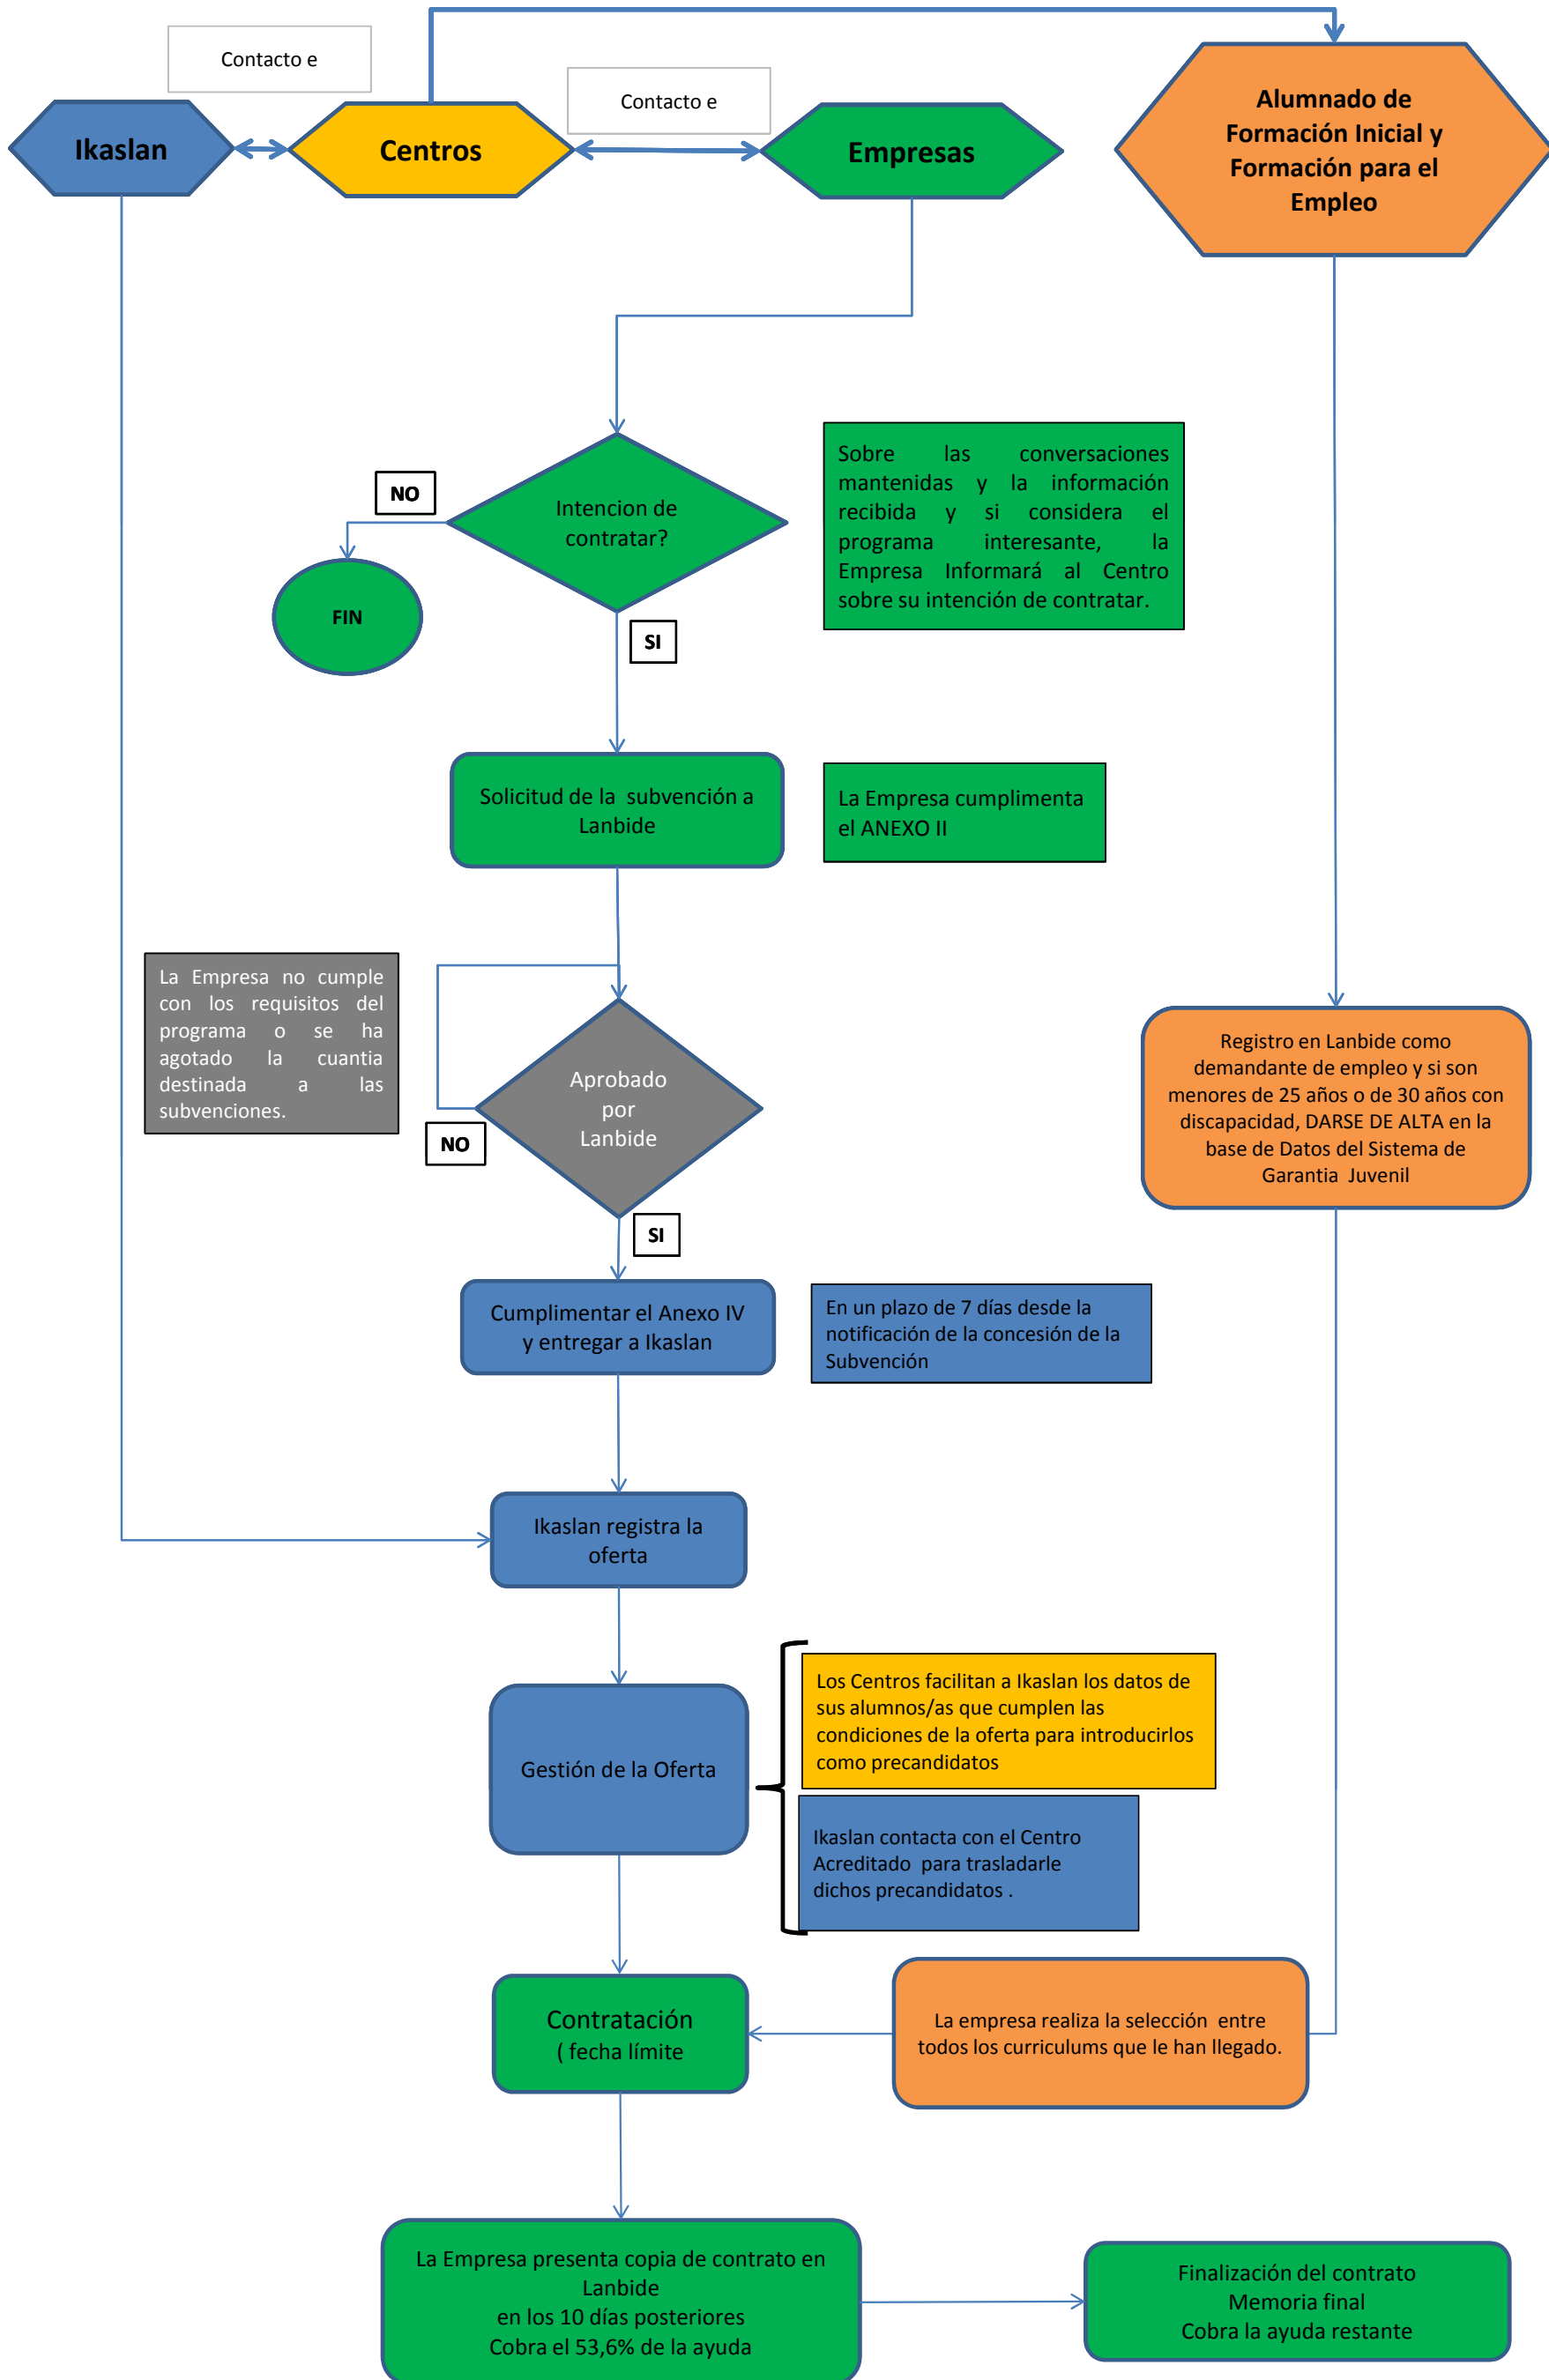 Contacto e
Contacto e
Ikaslan
Centros
Empresas
Alumnado de
Formación Inicial y
Formación para el
Empleo
Intencion de
contratar?
NO
FIN
SI
Sobre las conversaciones
mantenidas y la información
recibida y si considera el
programa interesante, la
Empresa Informará al Centro
sobre su intención de contratar.
Solicitud de la subvención a
Lanbide
La Empresa cumplimenta
el ANEXO II
La Empresa no cumple
con los requisitos del
programa o se ha
agotado la cuantia
destinada a las
subvenciones.
Aprobado
por
Lanbide
NO
SI
Registro en Lanbide como
demandante de empleo y si son
menores de 25 años o de 30 años con
discapacidad, DARSE DE ALTA en la
base de Datos del Sistema de
Garantia Juvenil
Cumplimentar el Anexo IV
y entregar a Ikaslan
En un plazo de 7 días desde la
notificación de la concesión de la
Subvención
Ikaslan registra la
oferta
Gestión de la Oferta
Los Centros facilitan a Ikaslan los datos de
sus alumnos/as que cumplen las
condiciones de la oferta para introducirlos
como precandidatos
Ikaslan contacta con el Centro
Acreditado para trasladarle
dichos precandidatos .
Contratación
( fecha límite
La empresa realiza la selección entre
todos los curriculums que le han llegado.
La Empresa presenta copia de contrato en
Lanbide
en los 10 días posteriores
Cobra el 53,6% de la ayuda
Finalización del contrato
Memoria final
Cobra la ayuda restante